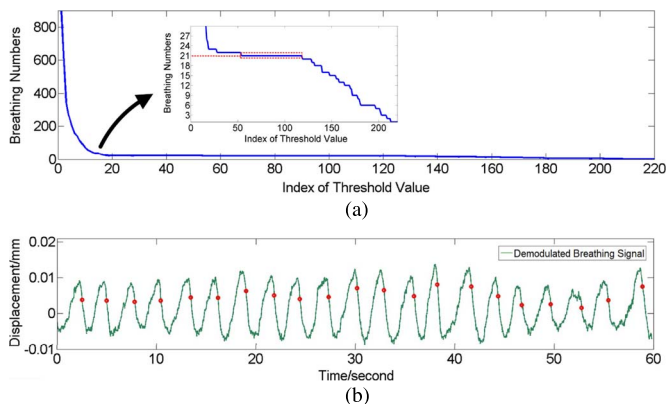 (a)
Breathing Numbers
800
600
400
200
0
0 20 40 60 80 100 120 140 160 180 200 220
Index of Threshold Value
Breathing Numbers
27
24
21
18
15
12
9
6
3
0 50 100 150 200
Index of Threshold Value
(a)
(b)
Displacement/mm
0.02
0.01
0
-0.01
Demodulated Breathing Signal
0 10 20 30 40 50 60
Time/second
(b)